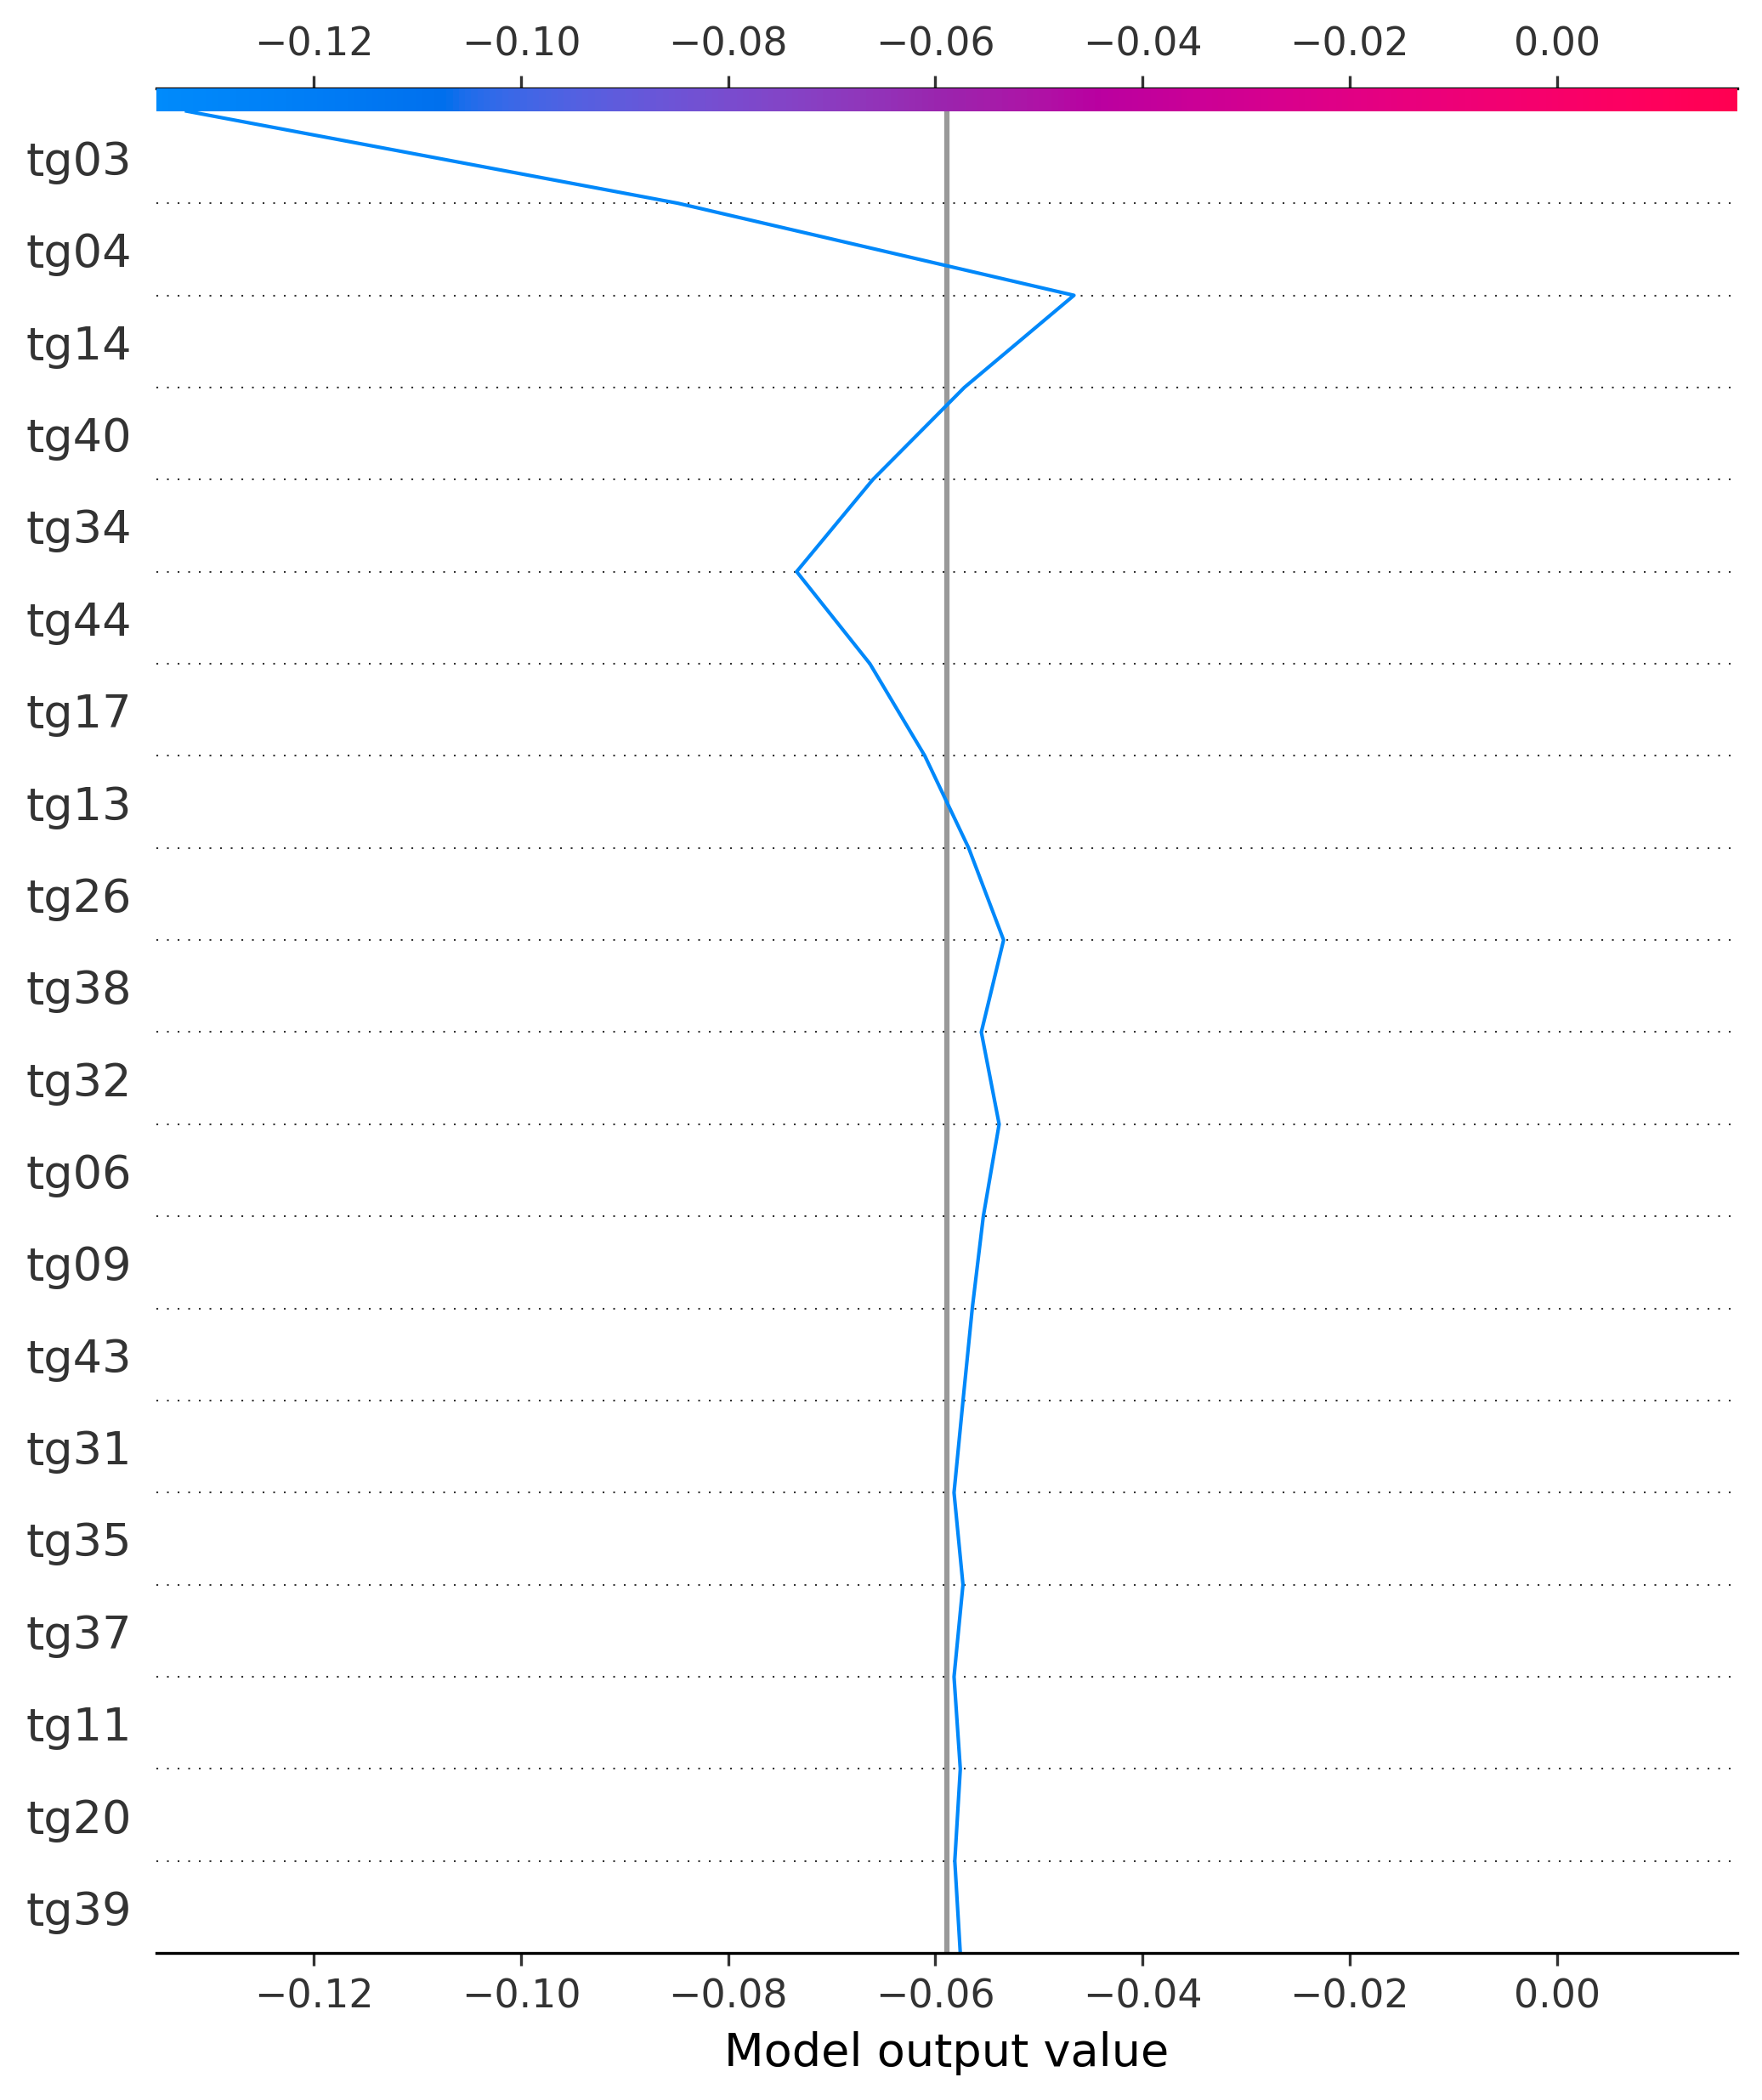 −0.12 −0.10 −0.08 −0.06 −0.04 −0.02 0.00
tg03
tg04
tg14
tg40
tg34
tg44
tg17
tg13
tg26
tg38
tg32
tg06
tg09
tg43
tg31
tg35
tg37
tg11
tg20
tg39
−0.12 −0.10 −0.08 −0.06 −0.04 −0.02 0.00
Model output value